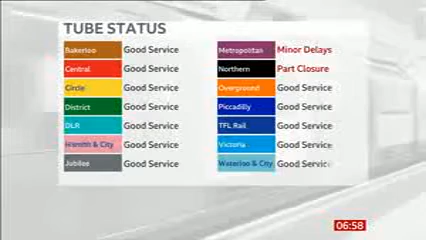 TUBE STATUS
Bakerloo Good Service Metropolitan Minor Delays
Central Good Service Northern Part Closure
Circle Good Service Overground Good Service
District Good Service Piccadilly Good Service
DLR Good Service TFL Rail Good Service
H'smith & City Good Service Victoria Good Service
Jubilee Good Service Waterloo & City Good Service
06:58